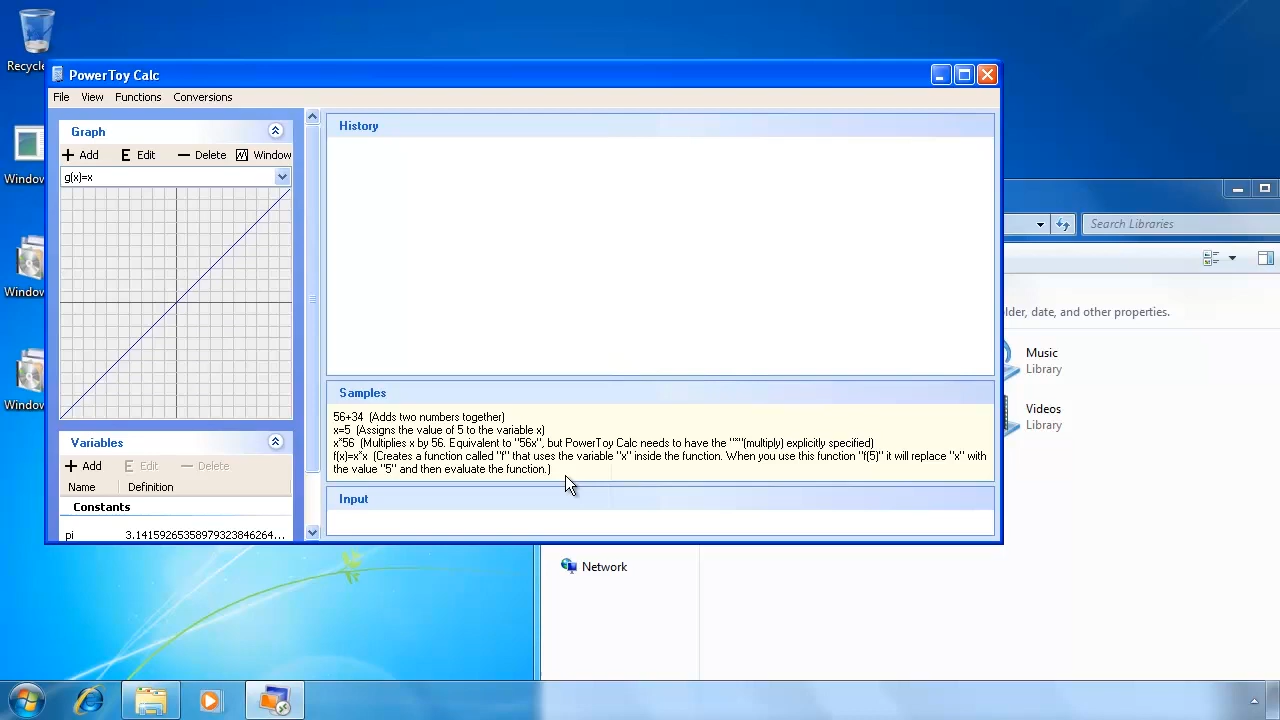 Recycle
PowerToy Calc
File View Functions Conversions
Graph
Add Edit Delete Window
g(x)=x
Variables
Add Edit Delete
Name Definition
Constants
pi 3.14159265358979323846264...
History
Samples
56+34 (Adds two numbers together)
x=5 (Assigns the value of 5 to the variable x)
x*56 (Multiplies x by 56. Equivalent to "56x", but PowerToy Calc needs to have the "*"(multiply) explicitly specified)
f(x)=x*x (Creates a function called "f" that uses the variable "x" inside the function. When you use this function "f(5)" it will replace "x" with
the value "5" and then evaluate the function.)
Input
Window
Window
Window
Search Libraries
lder, date, and other properties.
Music
Library
Videos
Library
Network